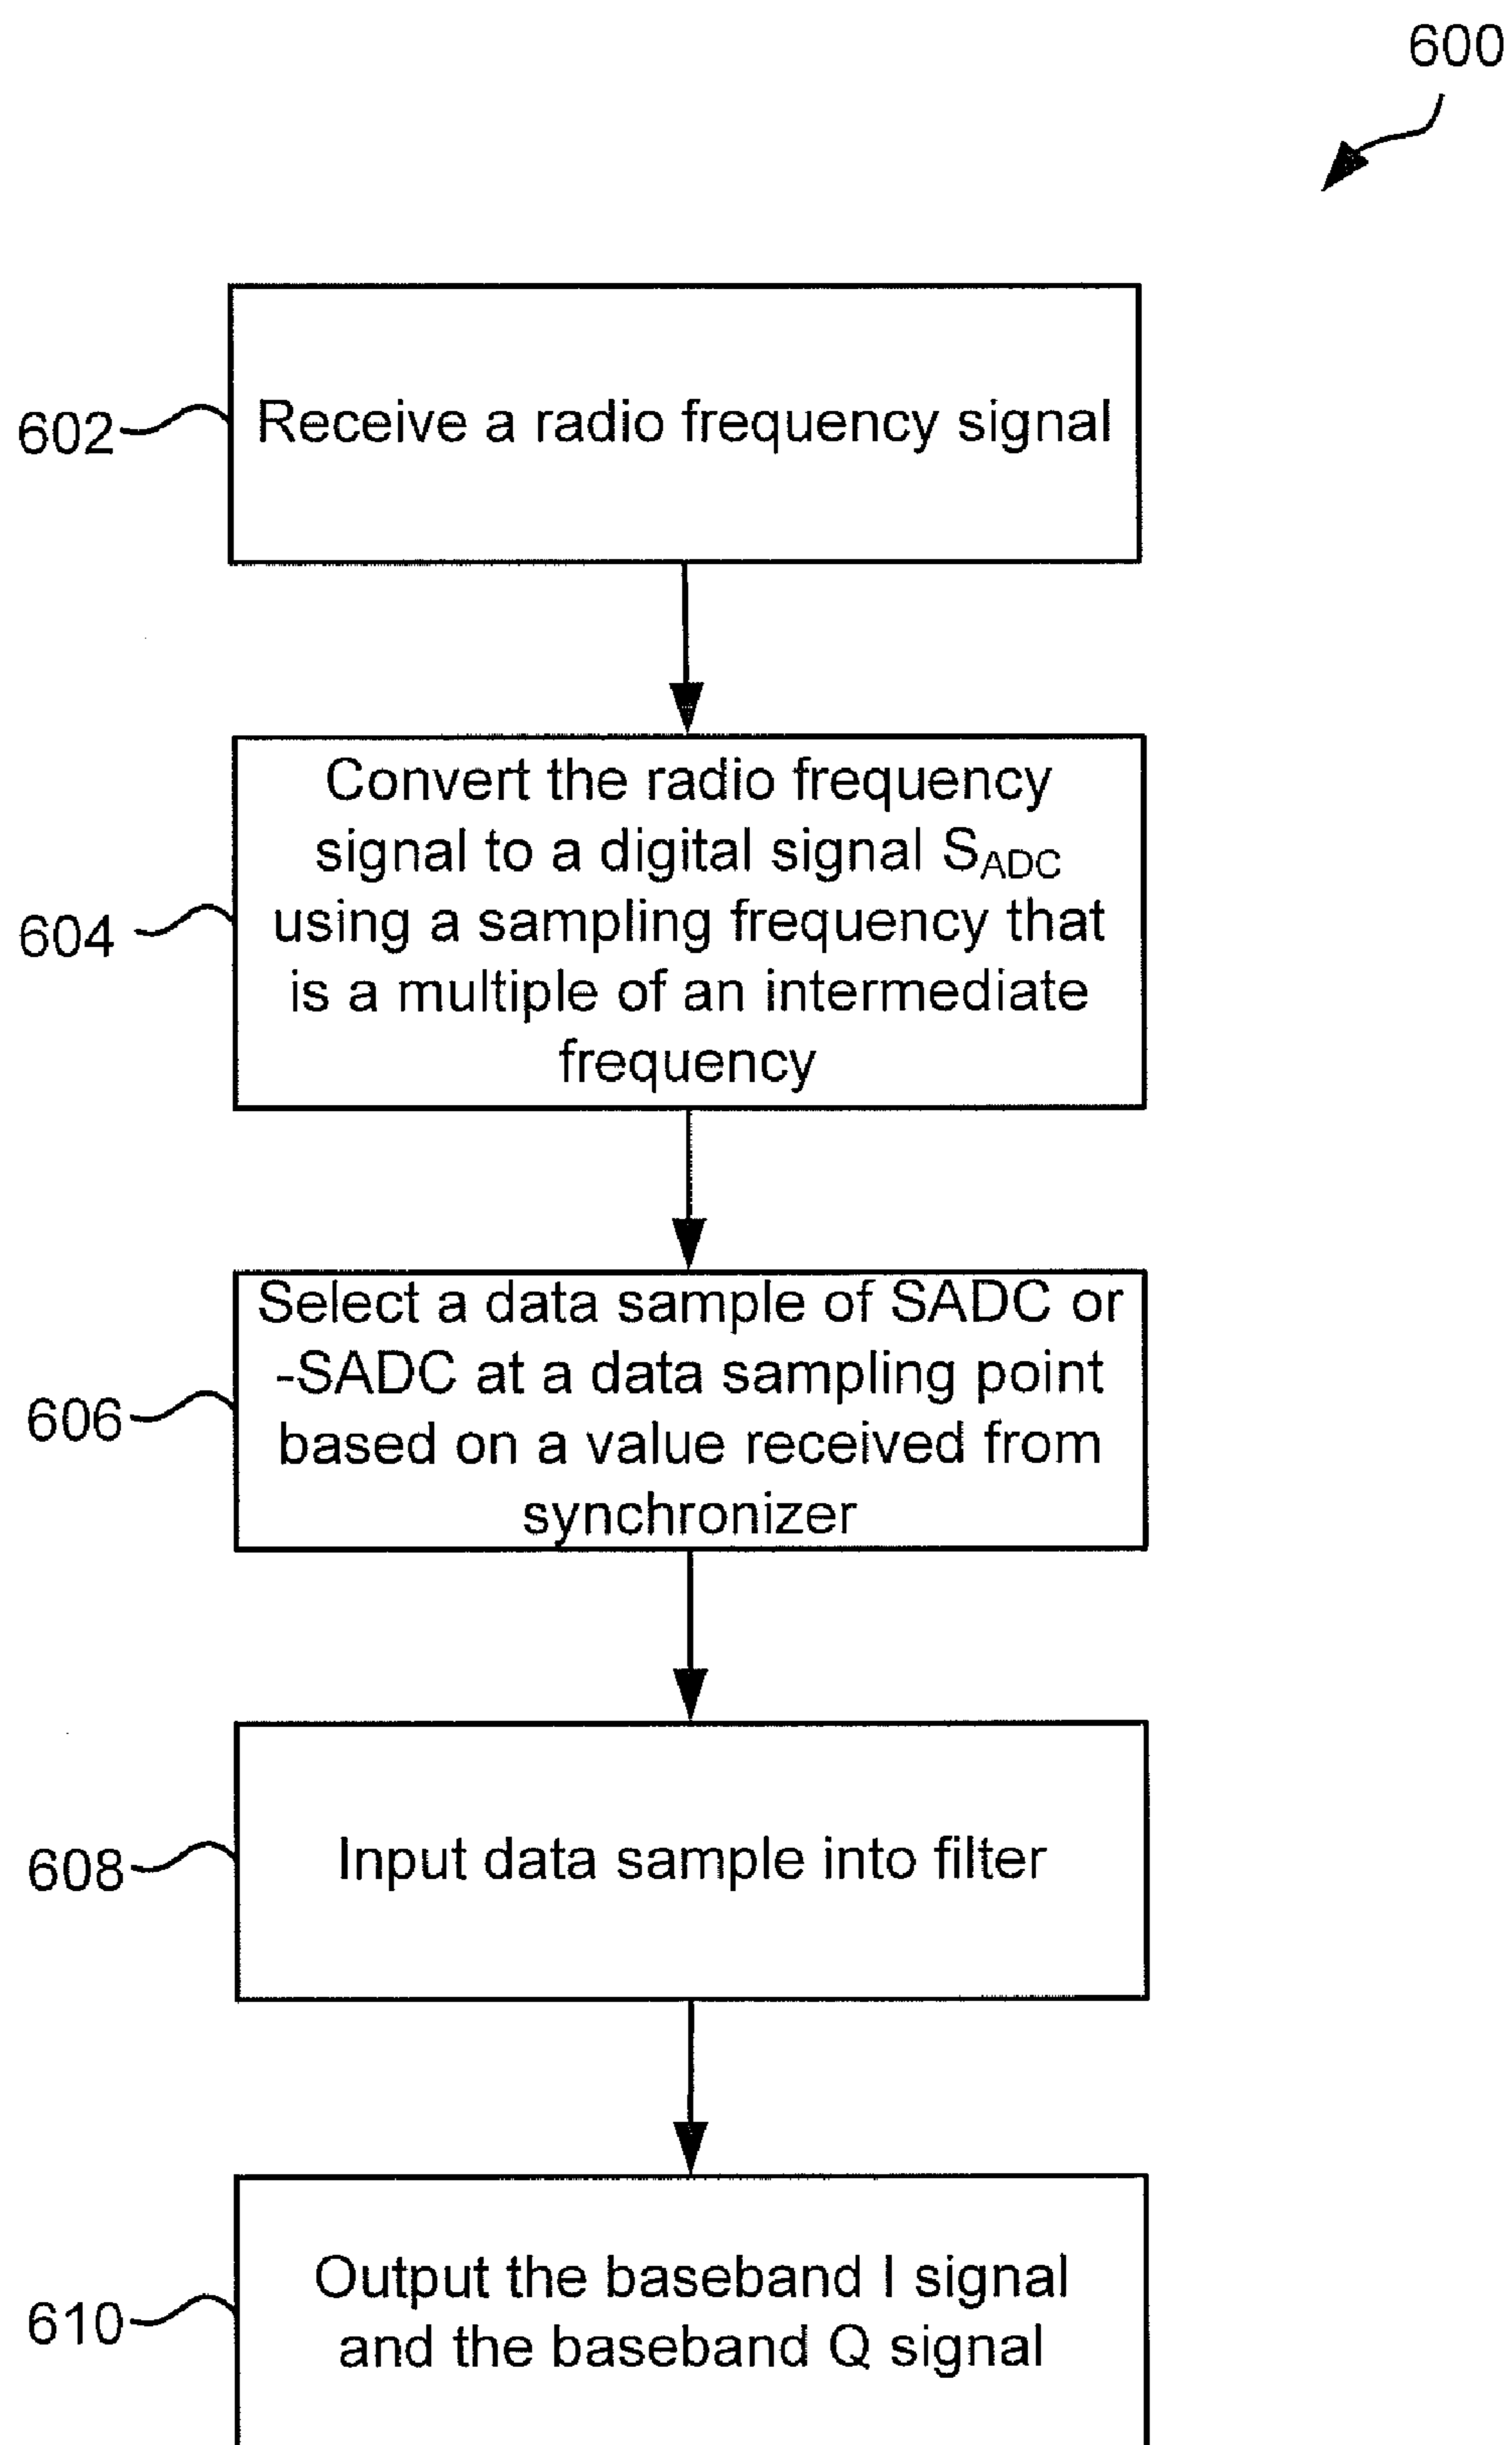 600
602
Receive a radio frequency signal
604
Convert the radio frequency
signal to a digital signal SADC
using a sampling frequency that
is a multiple of an intermediate
frequency
606
Select a data sample of SADC or
-SADC at a data sampling point
based on a value received from
synchronizer
608
Input data sample into filter
610
Output the baseband I signal
and the baseband Q signal